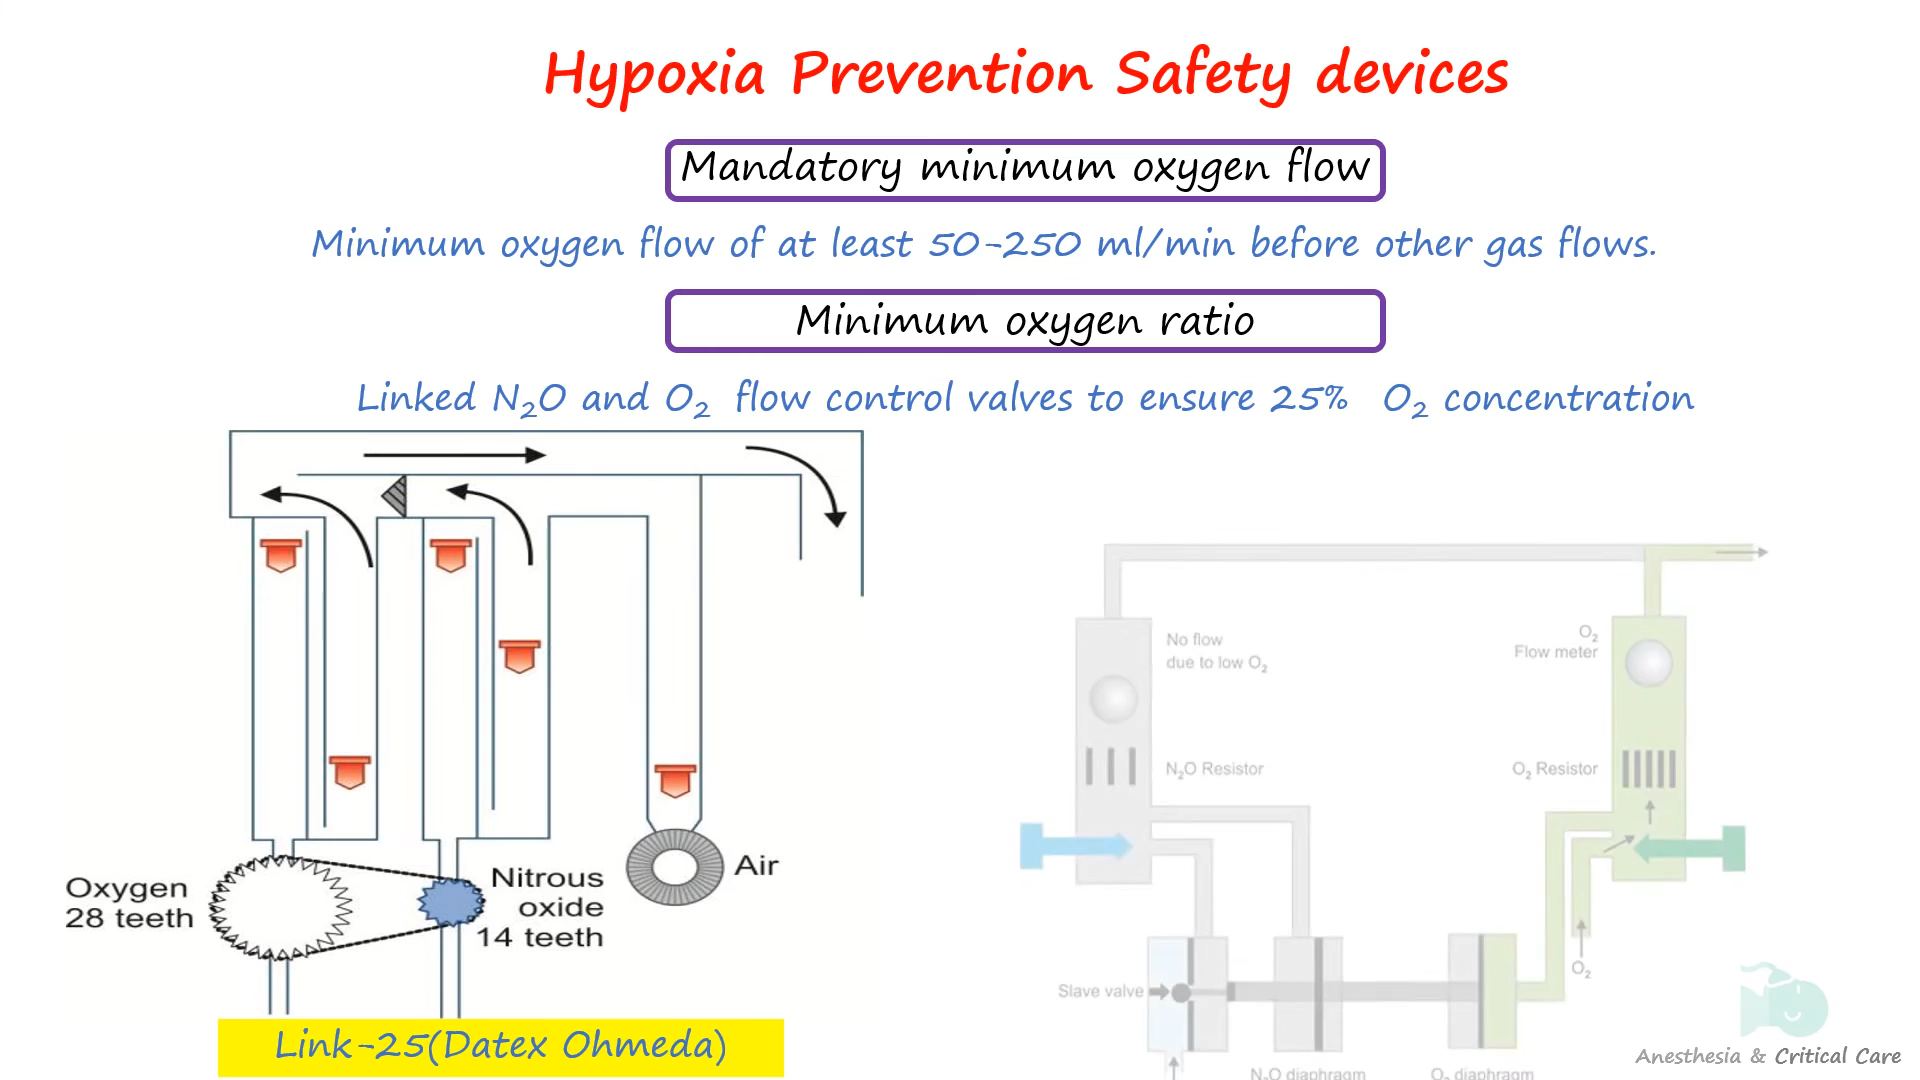 Hypoxia Prevention Safety devices
Mandatory minimum oxygen flow
Minimum oxygen flow of at least 50-250 ml/min before other gas flows.
Minimum oxygen ratio
Linked N₂O and O₂ flow control valves to ensure 25% O₂ concentration
Oxygen
28 teeth
Nitrous
oxide
14 teeth
Air
Link-25(Datex Ohmeda)
No flow
due to low O₂
O₂
Flow meter
N₂O Resistor
O₂ Resistor
O₂
Slave valve
N₂O diaphragm
O₂ diaphragm
Anesthesia & Critical Care